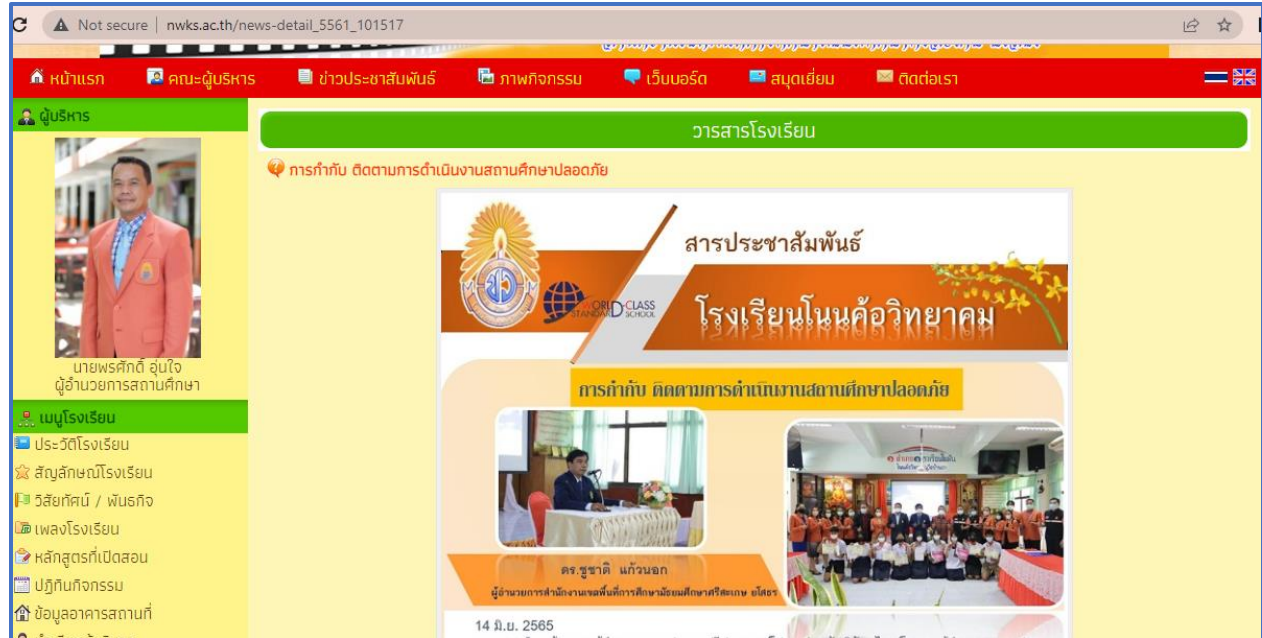 Not secure | nwks.ac.th/news-detail_5561_101517
หน้าแรก คณะผู้บริหาร ข่าวประชาสัมพันธ์ ภาพกิจกรรม เว็บบอร์ด สมุดเยี่ยม ติดต่อเรา
ผู้บริหาร
นายพรศักดิ์ อุ่นใจ
ผู้อำนวยการสถานศึกษา
เมนูโรงเรียน
ประวัติโรงเรียน
สัญลักษณ์โรงเรียน
วิสัยทัศน์ / พันธกิจ
เพลงโรงเรียน
หลักสูตรที่เปิดสอน
ปฏิทินกิจกรรม
ข้อมูลอาคารสถานที่
วารสารโรงเรียน
การกำกับ ติดตามการดำเนินงานสถานศึกษาปลอดภัย
สารประชาสัมพันธ์
WORLD-CLASS
STANDARD SCHOOL
โรงเรียนโนนค้อวิทยาคม
การกำกับ ติดตามการดำเนินงานสถานศึกษาปลอดภัย
ดร.ชูชาติ แก้วนอก
ผู้อำนวยการสำนักงานเขตพื้นที่การศึกษามัธยมศึกษาศรีสะเกษ ยโสธร
14 มิ.ย. 2565